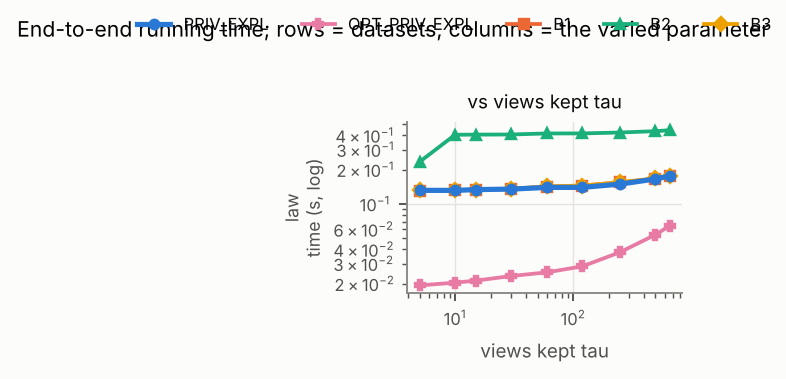 PRIV_EXPL OPT_PRIV_EXPL B1 B2 B3
End-to-end running time; rows = datasets, columns = the varied parameter
vs views kept tau
4 × 10⁻¹
3 × 10⁻¹
2 × 10⁻¹
10⁻¹
6 × 10⁻²
4 × 10⁻²
3 × 10⁻²
2 × 10⁻²
law
time (s, log)
10¹ 10²
views kept tau